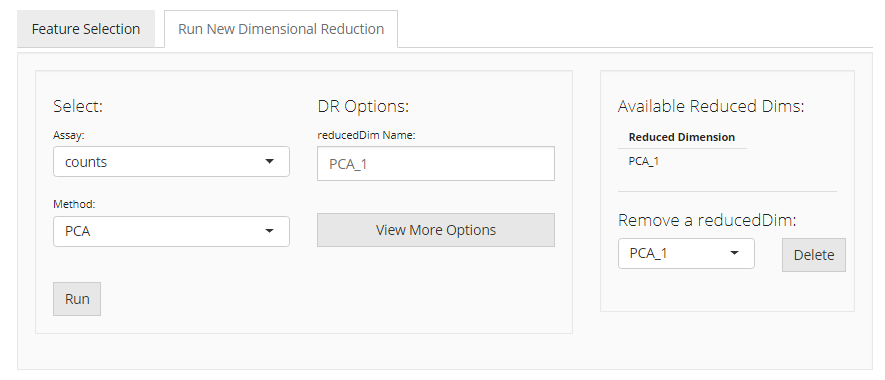 Feature Selection
Run New Dimensional Reduction
Select:
Assay:
counts
Method:
PCA
Run
DR Options:
reducedDim Name:
PCA_1
View More Options
Available Reduced Dims:
Reduced Dimension
PCA_1
Remove a reducedDim:
PCA_1
Delete